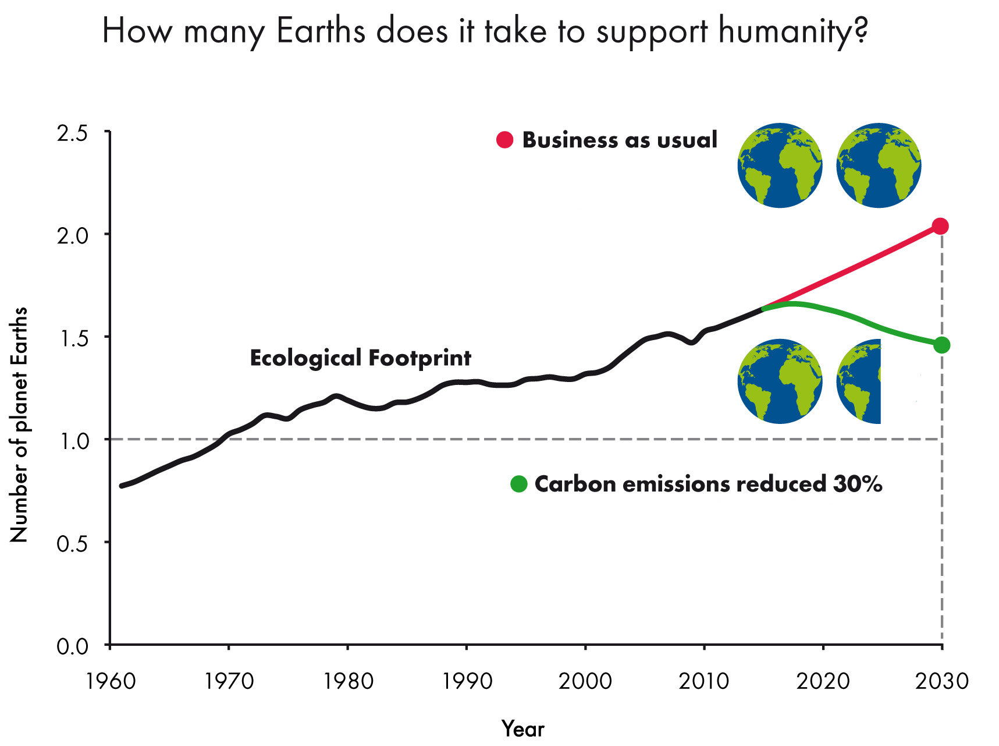 How many Earths does it take to support humanity?
2.5
Business as usual
2.0
1.5
Ecological Footprint
Number of planet Earths
1.0
Carbon emissions reduced 30%
0.5
0.0
1960 1970 1980 1990 2000 2010 2020 2030
Year